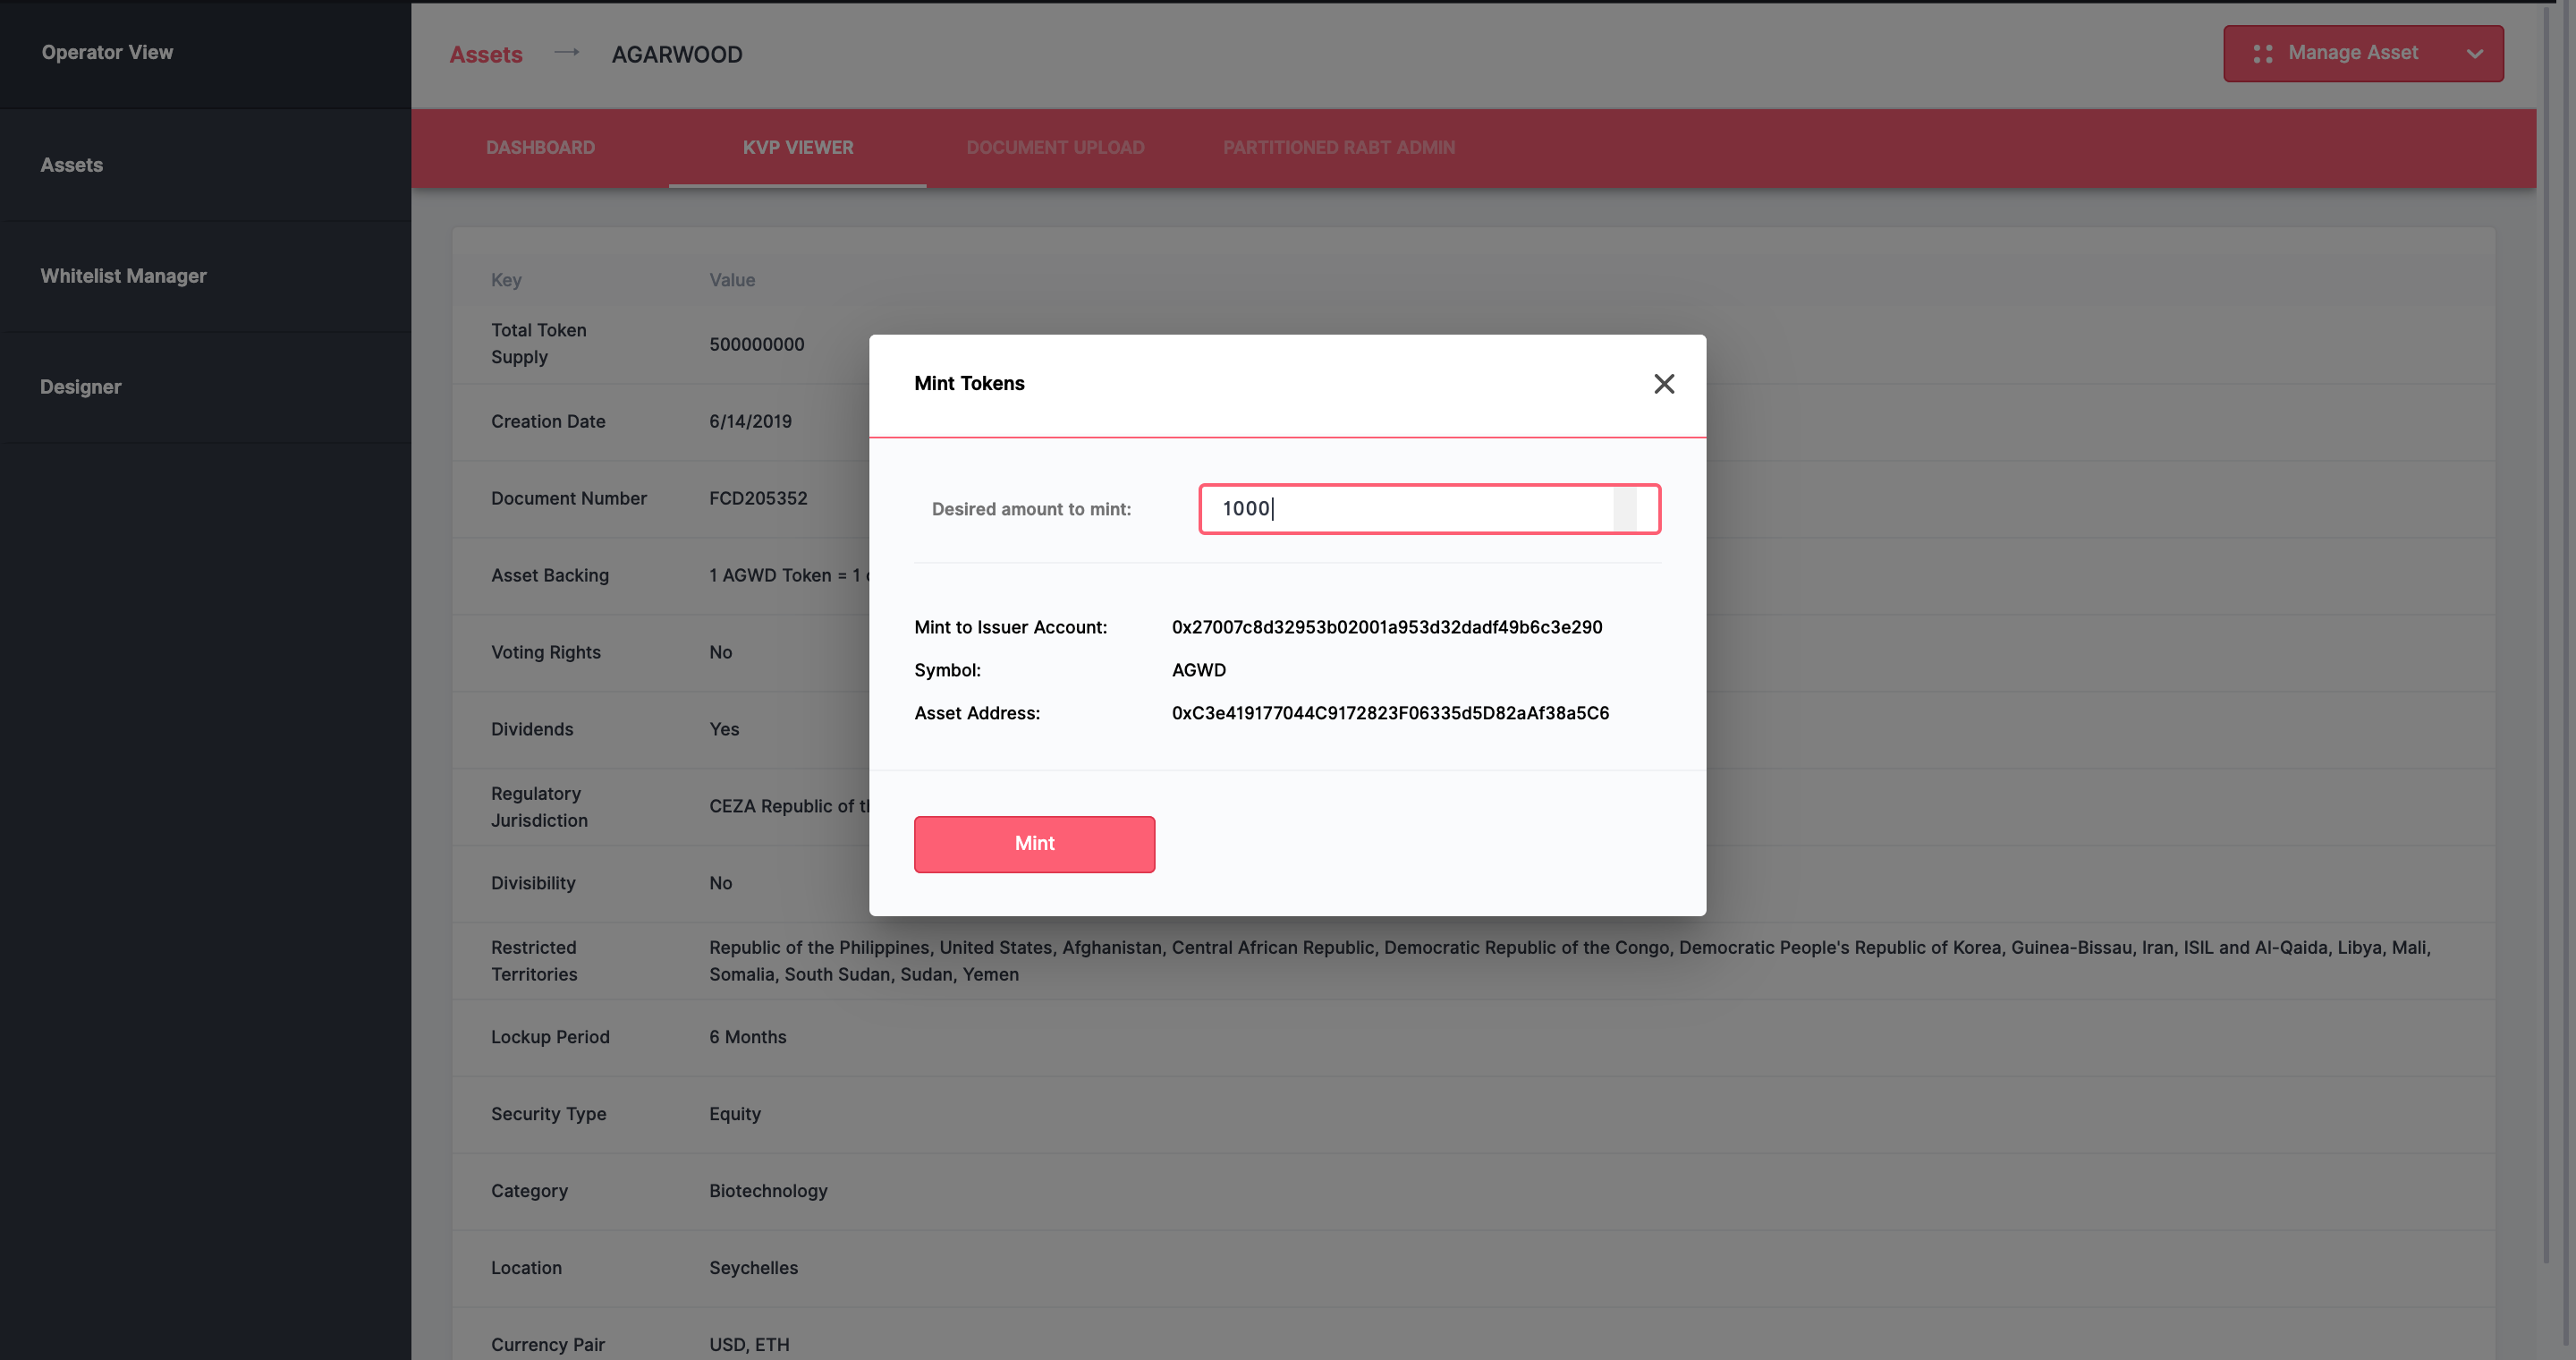 Operator View
Assets
Whitelist Manager
Designer
Assets → AGARWOOD
Manage Asset
DASHBOARD KVP VIEWER DOCUMENT UPLOAD PARTITIONED RABT ADMIN
Key Value
Total Token
Supply
500000000
Creation Date 6/14/2019
Document Number FCD205352
Asset Backing 1 AGWD Token = 1
Voting Rights No
Dividends Yes
Regulatory
Jurisdiction
CEZA Republic of
Divisibility No
Restricted
Territories
Republic of the Philippines, United States, Afghanistan, Central African Republic, Democratic Republic of the Congo, Democratic People's Republic of Korea, Guinea-Bissau, Iran, ISIL and Al-Qaida, Libya, Mali,
Somalia, South Sudan, Sudan, Yemen
Lockup Period 6 Months
Security Type Equity
Category Biotechnology
Location Seychelles
Currency Pair USD, ETH
Mint Tokens
Desired amount to mint: 1000
Mint to Issuer Account: 0x27007c8d32953b02001a953d32dadf49b6c3e290
Symbol: AGWD
Asset Address: 0xC3e419177044C9172823F06335d5D82aAf38a5C6
Mint